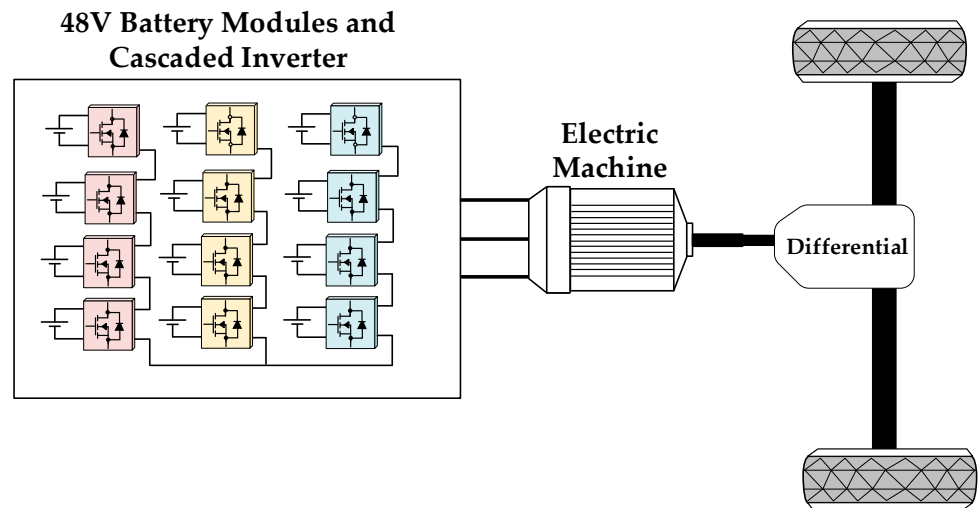 48V Battery Modules and
Cascaded Inverter
Electric
Machine
Differential